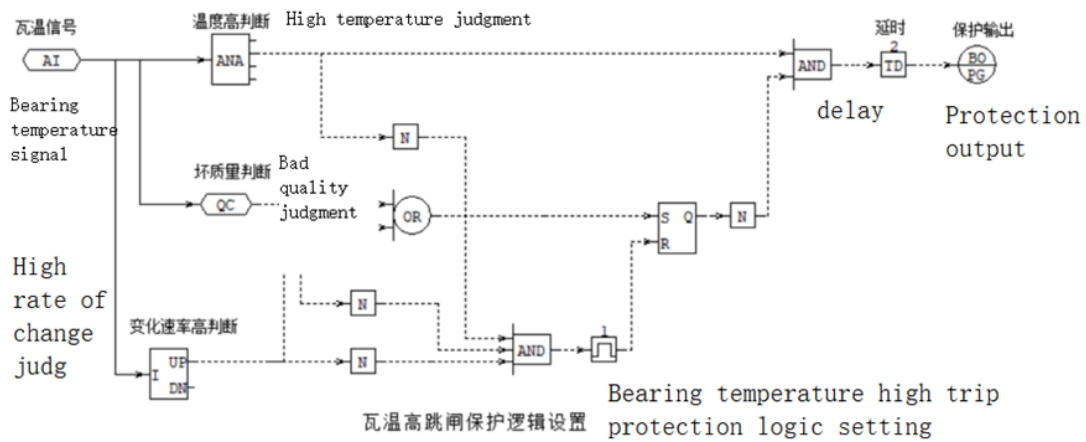 瓦温信号
AI
Bearing
temperature
signal
温度高判断
High temperature judgment
ANA
N
坏质量判断
QC
Bad
quality
judgment
OR
High
rate of
change
judg
变化速率高判断
I
UP
DN
N
N
AND
1
S Q
R
N
AND
延时
2
TD
delay
保护输出
BO
PG
Protection
output
瓦温高跳闸保护逻辑设置
Bearing temperature high trip
protection logic setting